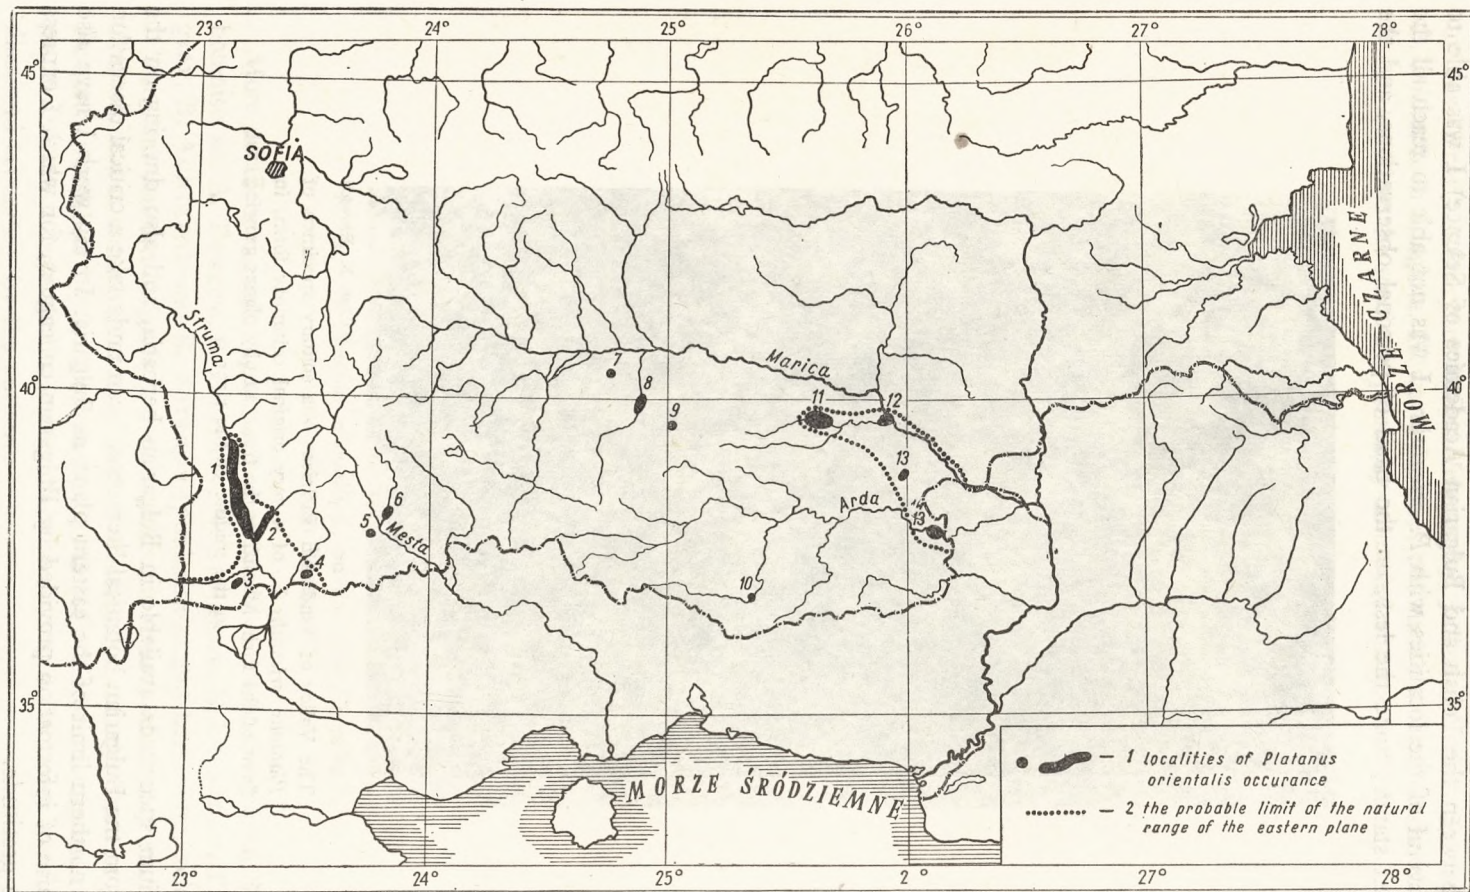 23° 24° 25° 26° 27° 28°
45° 45°
SOFIA
Struma
MORZE CZARNE
Marica
40° 40°
7
8
9
11
12
1
2
13
6
5
Mesta
Arda
13
3
4
10
35° 35°
MORZE ŚRÓDZIEMNE
— 1 localities of Platanus
orientalis occurance
— 2 the probable limit of the natural
range of the eastern plane
23° 24° 25 2° 27° 28°